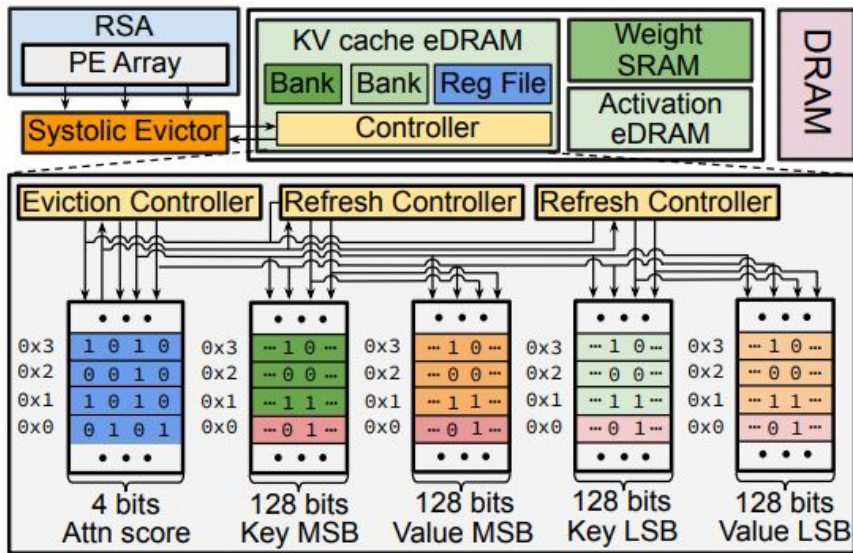 RSA
PE Array
Systolic Evictor
KV cache eDRAM
Bank Bank Reg File
Controller
Weight
SRAM
Activation
eDRAM
DRAM
Eviction Controller Refresh Controller Refresh Controller
• • • • • • • • • • • • • • •
0x3 1 0 1 0 0x3 ⋯ 1 0 ⋯ 0x3 ⋯ 1 0 ⋯ 0x3 ⋯ 1 0 ⋯ 0x3 ⋯ 1 0 ⋯
0x2 0 0 1 0 0x2 ⋯ 0 0 ⋯ 0x2 ⋯ 0 0 ⋯ 0x2 ⋯ 0 0 ⋯ 0x2 ⋯ 0 0 ⋯
0x1 1 0 1 0 0x1 ⋯ 1 1 ⋯ 0x1 ⋯ 1 1 ⋯ 0x1 ⋯ 1 1 ⋯ 0x1 ⋯ 1 1 ⋯
0x0 0 1 0 1 0x0 ⋯ 0 1 ⋯ 0x0 ⋯ 0 1 ⋯ 0x0 ⋯ 0 1 ⋯ 0x0 ⋯ 0 1 ⋯
• • • • • • • • • • • • • • •
4 bits 128 bits 128 bits 128 bits 128 bits
Attn score Key MSB Value MSB Key LSB Value LSB